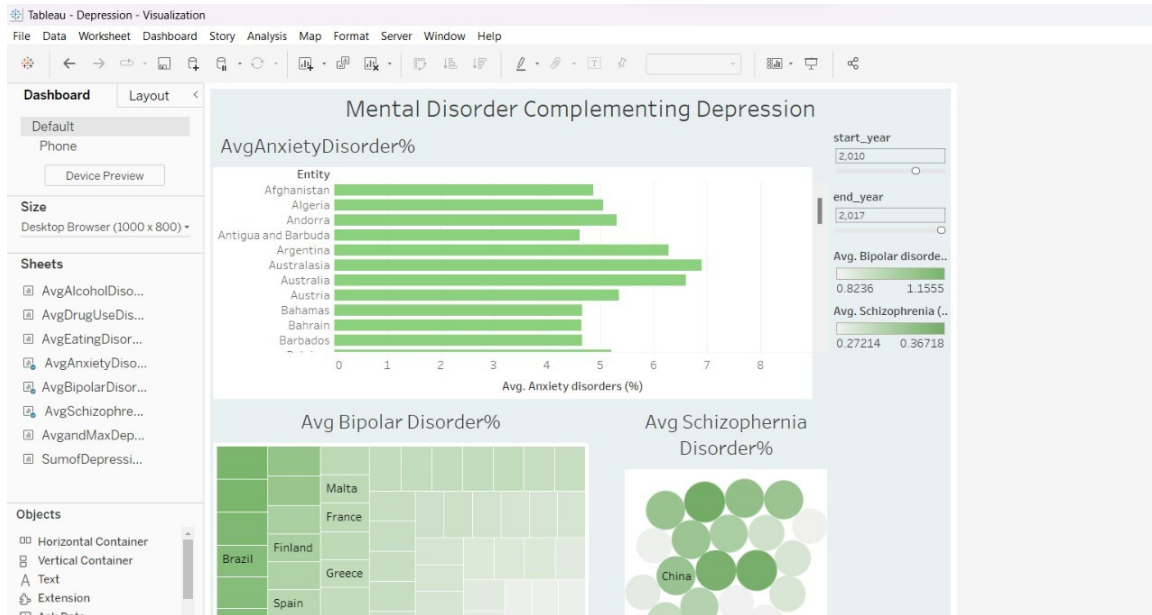 Tableau - Depression - Visualization
File Data Worksheet Dashboard Story Analysis Map Format Server Window Help
Dashboard Layout
Default
Phone
Device Preview
Size
Desktop Browser (1000 x 800)
Sheets
AvgAlcoholDiso...
AvgDrugUseDis...
AvgEatingDisor...
AvgAnxietyDiso...
AvgBipolarDisor...
AvgSchizophre...
AvgandMaxDep...
SumofDepressi...
Objects
Horizontal Container
Vertical Container
Text
Extension
Mental Disorder Complementing Depression
AvgAnxietyDisorder%
Entity
Afghanistan
Algeria
Andorra
Antigua and Barbuda
Argentina
Australasia
Australia
Austria
Bahamas
Bahrain
Barbados
0 1 2 3 4 5 6 7 8
Avg. Anxiety disorders (%)
start_year
2,010
end_year
2,017
Avg. Bipolar disorde..
0.8236 1.1555
Avg. Schizophrenia (..
0.27214 0.36718
Avg Bipolar Disorder%
Malta
France
Brazil
Finland
Greece
Spain
Avg Schizophernia
Disorder%
China